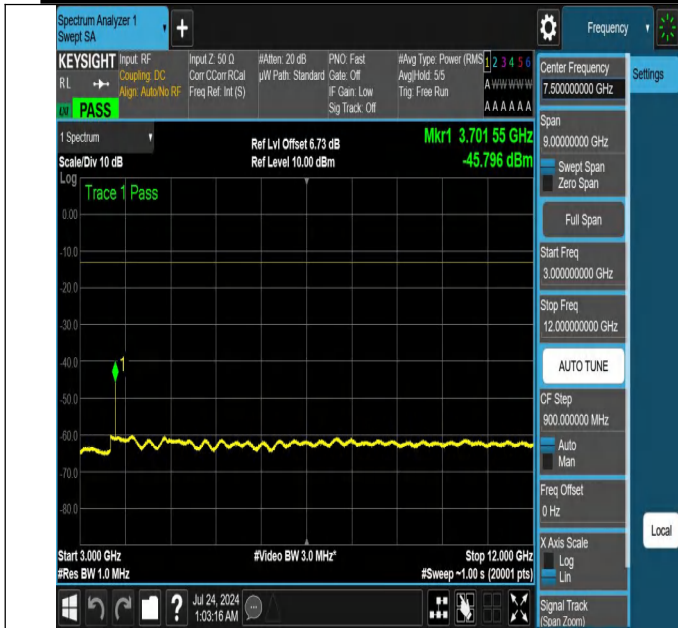 Spectrum Analyzer 1
Swept SA
+
Frequency
KEYSIGHT
RL
LXI
PASS
Input: RF
Coupling: DC
Align: Auto/No RF
Input Z: 50 Ω
Corr CCorr RCal
Freq Ref: Int (S)
#Atten: 20 dB
µW Path: Standard
PNO: Fast
Gate: Off
IF Gain: Low
Sig Track: Off
#Avg Type: Power (RMS
Avg|Hold: 5/5
Trig: Free Run
1 2 3 4 5 6
A W W W W W
A A A A A A
1 Spectrum
Scale/Div 10 dB
Log
Ref Lvl Offset 6.73 dB
Ref Level 10.00 dBm
Mkr1 3.701 55 GHz
-45.796 dBm
Trace 1 Pass
0.00
-10.0
-20.0
-30.0
-40.0
-50.0
-60.0
-70.0
-80.0
1
Start 3.000 GHz
#Res BW 1.0 MHz
#Video BW 3.0 MHz*
Stop 12.000 GHz
#Sweep ~1.00 s (20001 pts)
Center Frequency
7.500000000 GHz
Settings
Span
9.00000000 GHz
Swept Span
Zero Span
Full Span
Start Freq
3.000000000 GHz
Stop Freq
12.000000000 GHz
AUTO TUNE
CF Step
900.000000 MHz
Auto
Man
Freq Offset
0 Hz
X Axis Scale
Log
Lin
Local
Signal Track
(Span Zoom)
?
Jul 24, 2024
1:03:16 AM